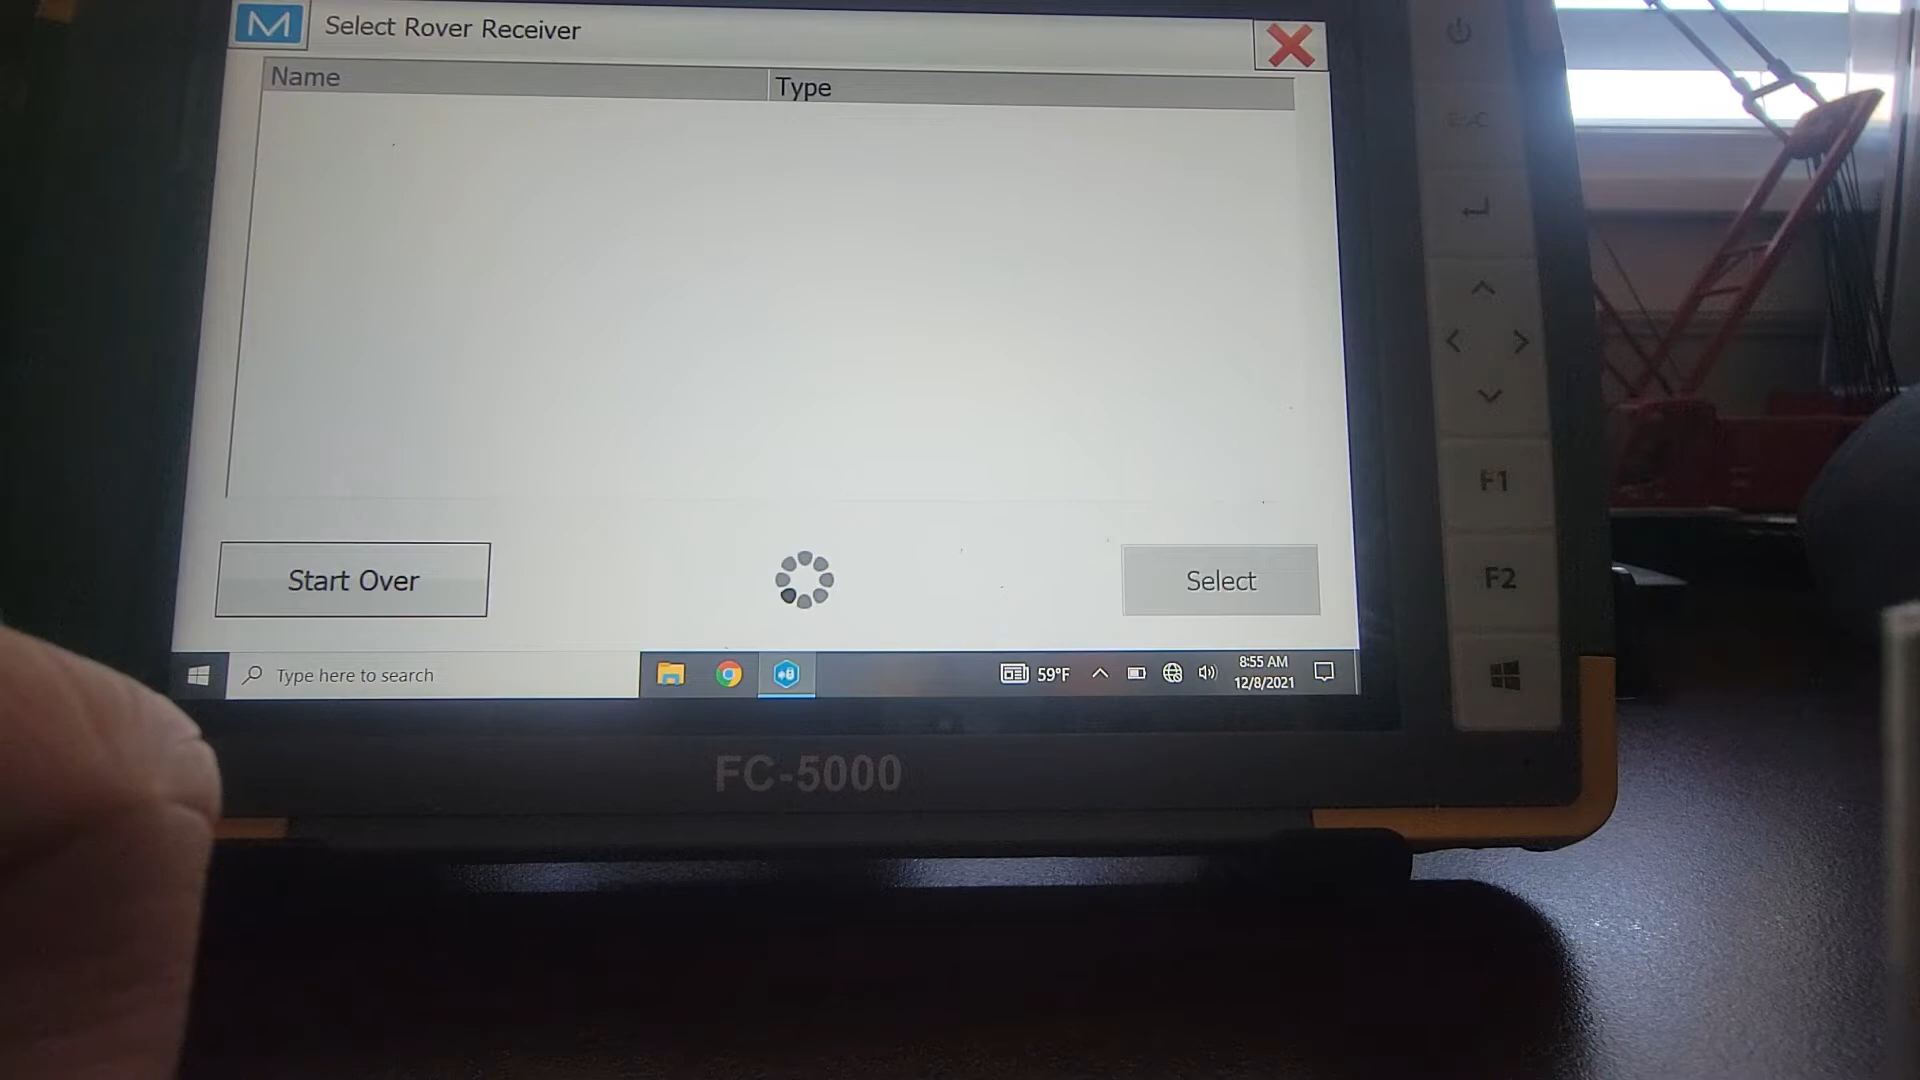 M Select Rover Receiver
Name Type
Start Over Select
Type here to search 59°F 8:55 AM
12/8/2021
FC-5000
ESC
F1
F2